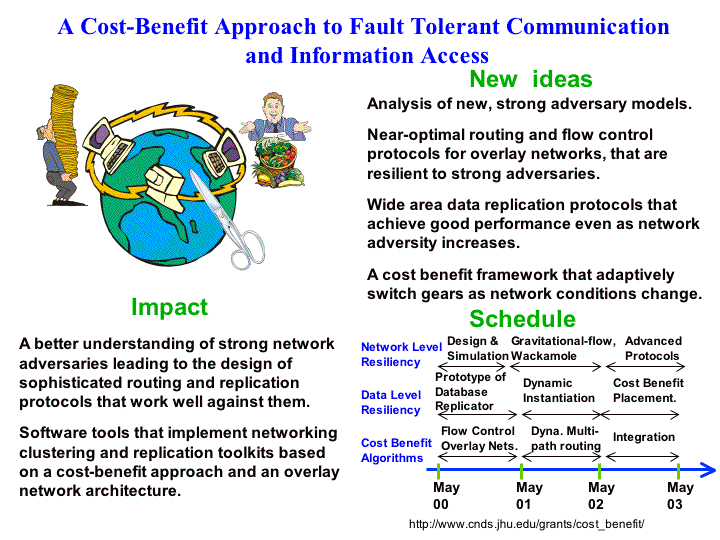 A Cost-Benefit Approach to Fault Tolerant Communication
and Information Access
New ideas
Analysis of new, strong adversary models.
Near-optimal routing and flow control
protocols for overlay networks, that are
resilient to strong adversaries.
Wide area data replication protocols that
achieve good performance even as network
adversity increases.
A cost benefit framework that adaptively
switch gears as network conditions change.
Impact
A better understanding of strong network
adversaries leading to the design of
sophisticated routing and replication
protocols that work well against them.
Software tools that implement networking
clustering and replication toolkits based
on a cost-benefit approach and an overlay
network architecture.
Schedule
Network Level
Resiliency
Design &
Simulation
Gravitational-flow,
Wackamole
Advanced
Protocols
Data Level
Resiliency
Prototype of
Database
Replicator
Dynamic
Instantiation
Cost Benefit
Placement.
Cost Benefit
Algorithms
Flow Control
Overlay Nets.
Dyna. Multi-
path routing
Integration
May
00
May
01
May
02
May
03
http://www.cnds.jhu.edu/grants/cost_benefit/